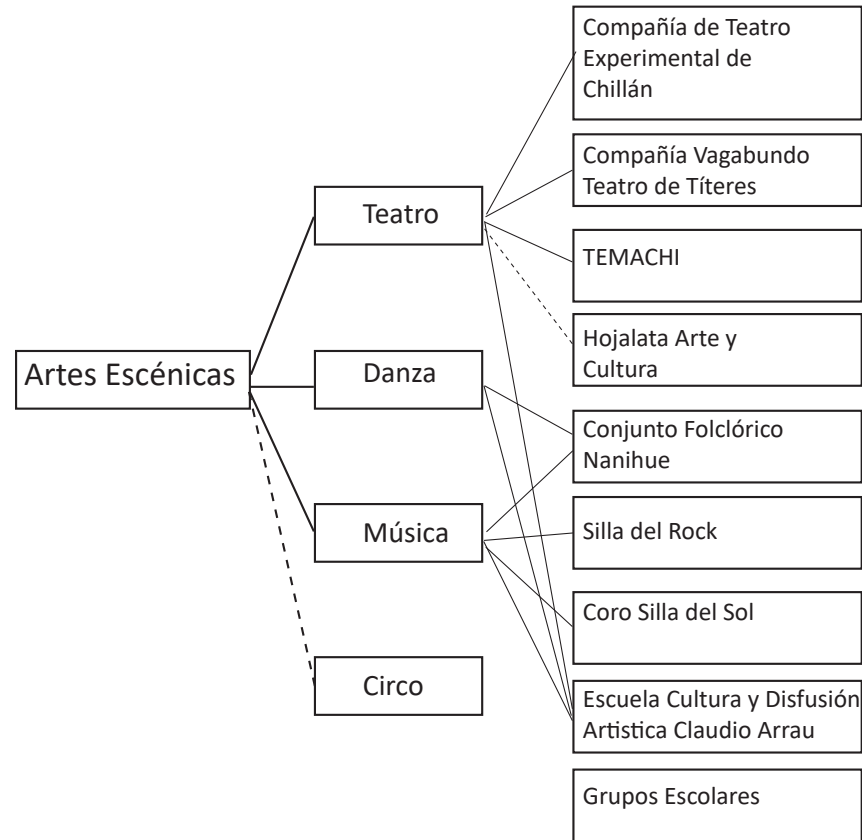 Compañía de Teatro
Experimental de
Chillán
Compañía Vagabundo
Teatro de Títeres
Teatro
TEMACHI
Hojalata Arte y
Cultura
Artes Escénicas
Danza
Conjunto Folclórico
Nanihue
Música
Silla del Rock
Coro Silla del Sol
Circo
Escuela Cultura y Disfusión
Artistica Claudio Arrau
Grupos Escolares